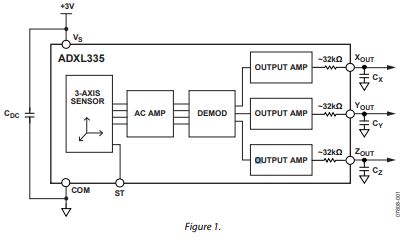 +3V
VS
ADXL335
3-AXIS
SENSOR
AC AMP
DEMOD
OUTPUT AMP
OUTPUT AMP
OUTPUT AMP
~32kΩ
~32kΩ
~32kΩ
XOUT
CX
YOUT
CY
ZOUT
CZ
CDC
COM
ST
07808-001
Figure 1.